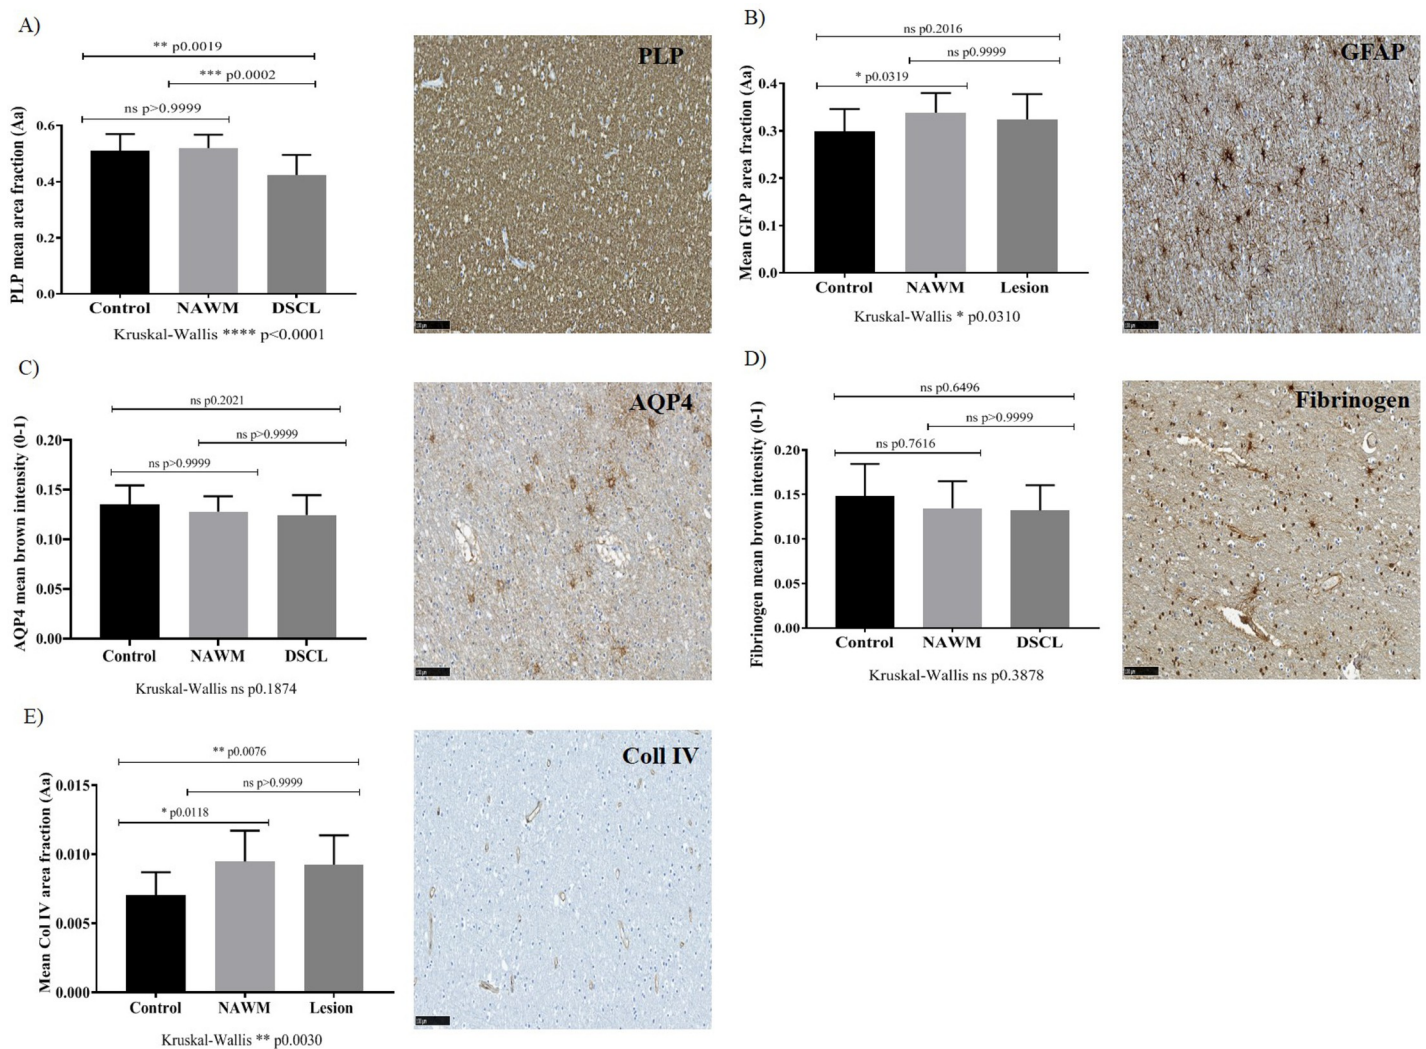 A)
** p0.0019
*** p0.0002
ns p>0.9999
PLP mean area fraction (Aa)
0.6
0.4
0.2
0.0
Control NAWM DSCL
Kruskal-Wallis **** p<0.0001
PLP
B)
ns p0.2016
ns p0.9999
* p0.0319
Mean GFAP area fraction (Aa)
0.4
0.3
0.2
0.1
0.0
Control NAWM Lesion
Kruskal-Wallis * p0.0310
GFAP
C)
ns p0.2021
ns p>0.9999
ns p>0.9999
AQP4 mean brown intensity (0-1)
0.20
0.15
0.10
0.05
0.00
Control NAWM DSCL
Kruskal-Wallis ns p0.1874
AQP4
D)
ns p0.6496
ns p>0.9999
ns p0.7616
Fibrinogen mean brown intensity (0-1)
0.20
0.15
0.10
0.05
0.00
Control NAWM DSCL
Kruskal-Wallis ns p0.3878
Fibrinogen
E)
** p0.0076
ns p>0.9999
* p0.0118
Mean Col IV area fraction (Aa)
0.015
0.010
0.005
0.000
Control NAWM Lesion
Kruskal-Wallis ** p0.0030
Coll IV